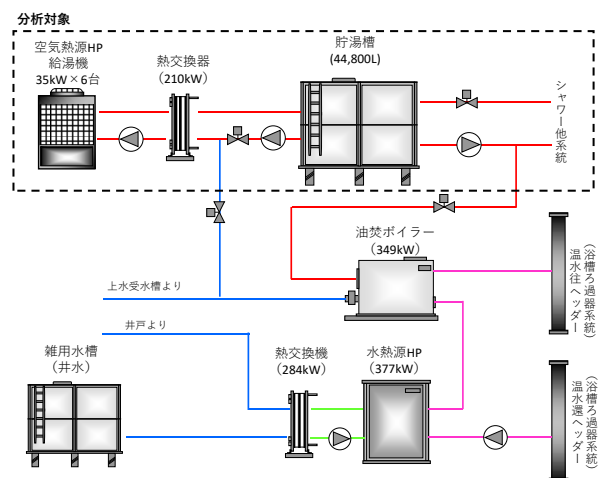 分析対象
空気熱源HP
給湯機
35kW×6台
熱交換器
(210kW)
貯湯槽
(44,800L)
シャワー他系統
油焚ボイラー
(349kW)
上水受水槽より
井戸より
雑用水槽
(井水)
熱交換機
(284kW)
水熱源HP
(377kW)
(浴槽ろ過器系統)
温水往ヘッダー
(浴槽ろ過器系統)
温水還ヘッダー